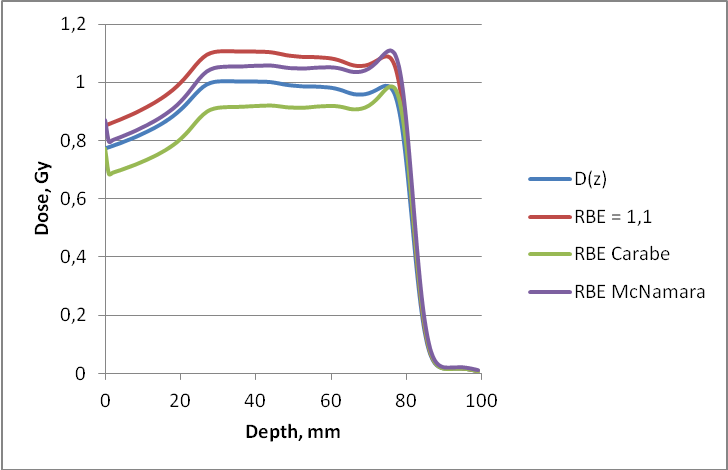 1,2
1
0,8
0,6
0,4
0,2
0
Dose, Gy
0 20 40 60 80 100
Depth, mm
D(z)
RBE = 1,1
RBE Carabe
RBE McNamara